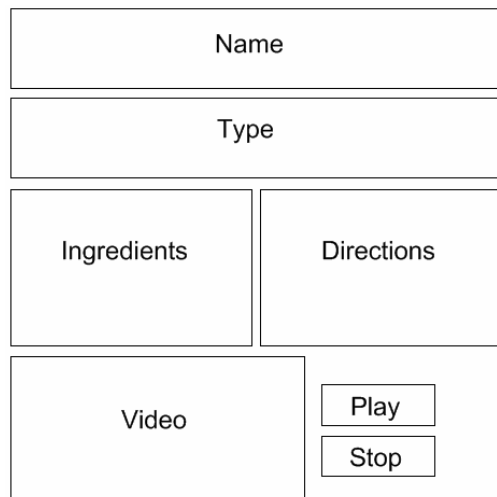 Name
Type
Ingredients
Directions
Video
Play
Stop